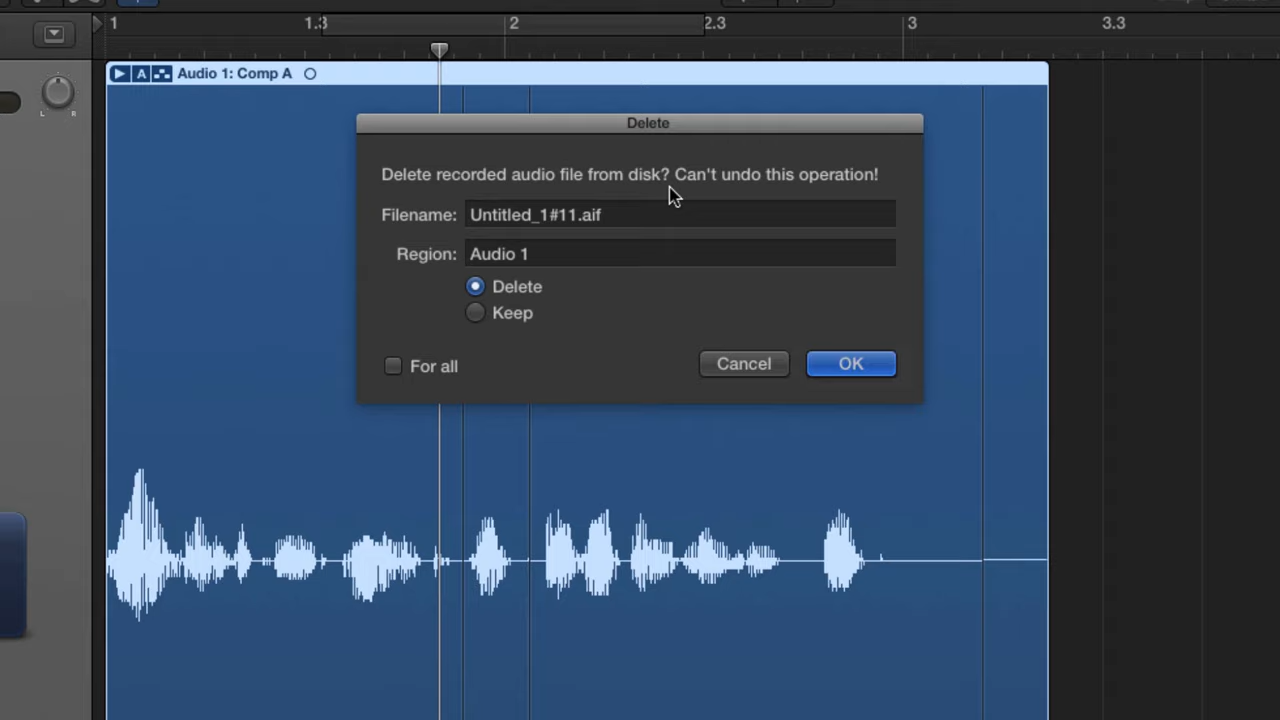 1 1.3 2 2.3 3 3.3
A Audio 1: Comp A
L R
Delete
Delete recorded audio file from disk? Can't undo this operation!
Filename: Untitled_1#11.aif
Region: Audio 1
Delete
Keep
For all Cancel OK